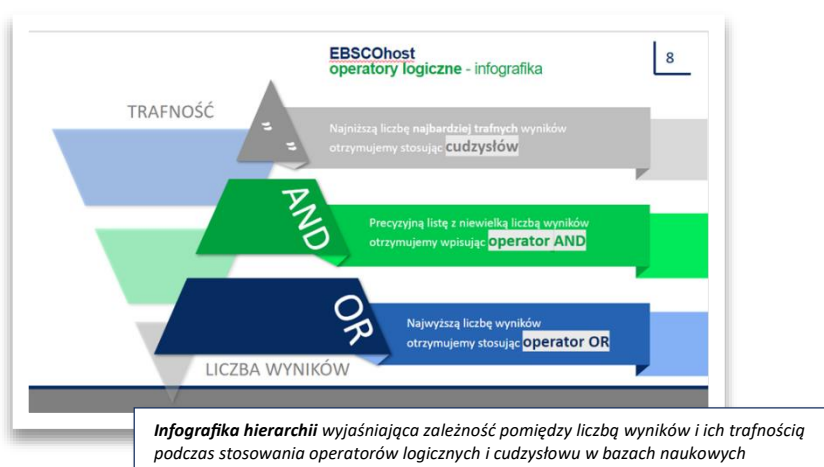 EBSCOhost
operatory logiczne - infografika
8
TRAFNOŚĆ
„ ”
Najniższą liczbę najbardziej trafnych wyników
otrzymujemy stosując cudzysłów
AND
Precyzyjną listę z niewielką liczbą wyników
otrzymujemy wpisując operator AND
OR
Najwyższą liczbę wyników
otrzymujemy stosując operator OR
LICZBA WYNIKÓW
Infografika hierarchii wyjaśniająca zależność pomiędzy liczbą wyników i ich trafnością
podczas stosowania operatorów logicznych i cudzysłowu w bazach naukowych